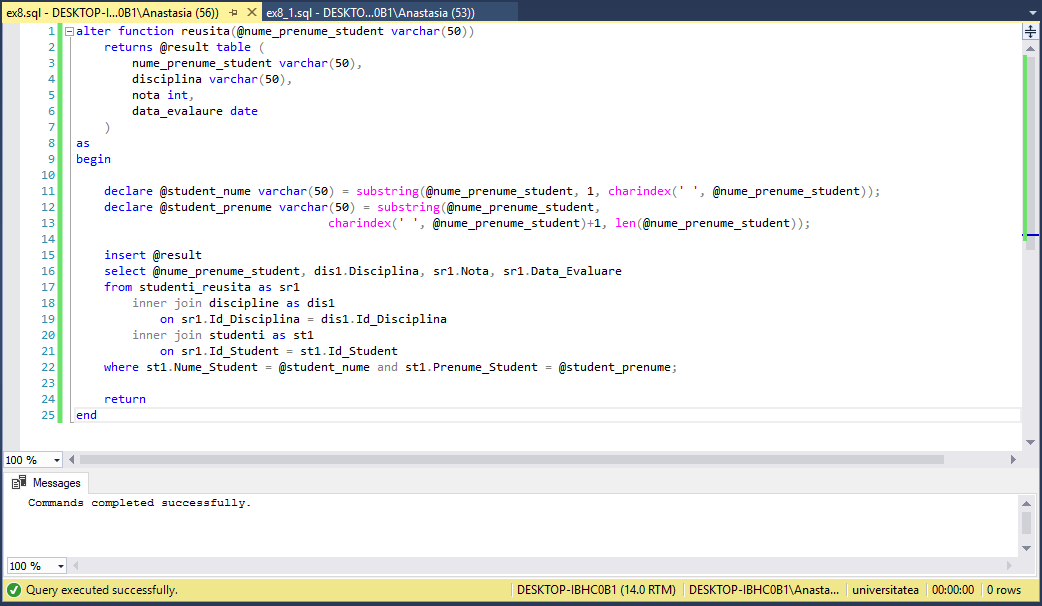 ex8.sql - DESKTOP-I...0B1\Anastasia (56)) ex8_1.sql - DESKTO...0B1\Anastasia (53))
1 alter function reusita(@nume_prenume_student varchar(50))
2 returns @result table (
3 nume_prenume_student varchar(50),
4 disciplina varchar(50),
5 nota int,
6 data_evalaure date
7 )
8 as
9 begin
10
11 declare @student_nume varchar(50) = substring(@nume_prenume_student, 1, charindex(' ', @nume_prenume_student));
12 declare @student_prenume varchar(50) = substring(@nume_prenume_student,
13 charindex(' ', @nume_prenume_student)+1, len(@nume_prenume_student));
14
15 insert @result
16 select @nume_prenume_student, dis1.Disciplina, sr1.Nota, sr1.Data_Evaluare
17 from studenti_reusita as sr1
18 inner join discipline as dis1
19 on sr1.Id_Disciplina = dis1.Id_Disciplina
20 inner join studenti as st1
21 on sr1.Id_Student = st1.Id_Student
22 where st1.Nume_Student = @student_nume and st1.Prenume_Student = @student_prenume;
23
24 return
25 end
100 %
Messages
Commands completed successfully.
100 %
Query executed successfully. DESKTOP-IBHC0B1 (14.0 RTM) DESKTOP-IBHC0B1\Anasta... universitatea 00:00:00 0 rows